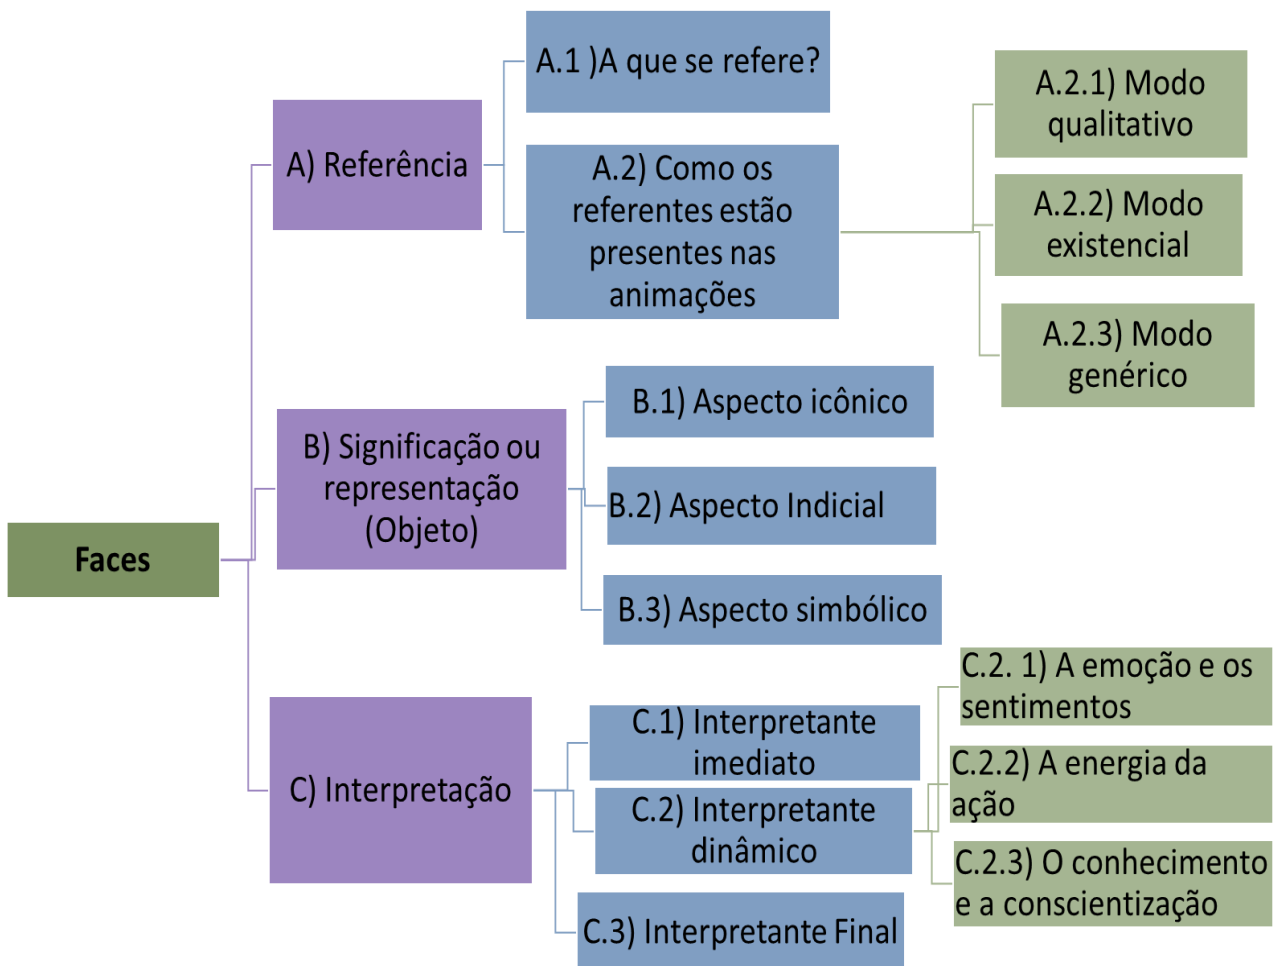 Faces
A) Referência
A.1 )A que se refere?
A.2) Como os
referentes estão
presentes nas
animações
A.2.1) Modo
qualitativo
A.2.2) Modo
existencial
A.2.3) Modo
genérico
B) Significação ou
representação
(Objeto)
B.1) Aspecto icônico
B.2) Aspecto Indicial
B.3) Aspecto simbólico
C) Interpretação
C.1) Interpretante
imediato
C.2) Interpretante
dinâmico
C.2. 1) A emoção e os
sentimentos
C.2.2) A energia da
ação
C.2.3) O conhecimento
e a conscientização
C.3) Interpretante Final